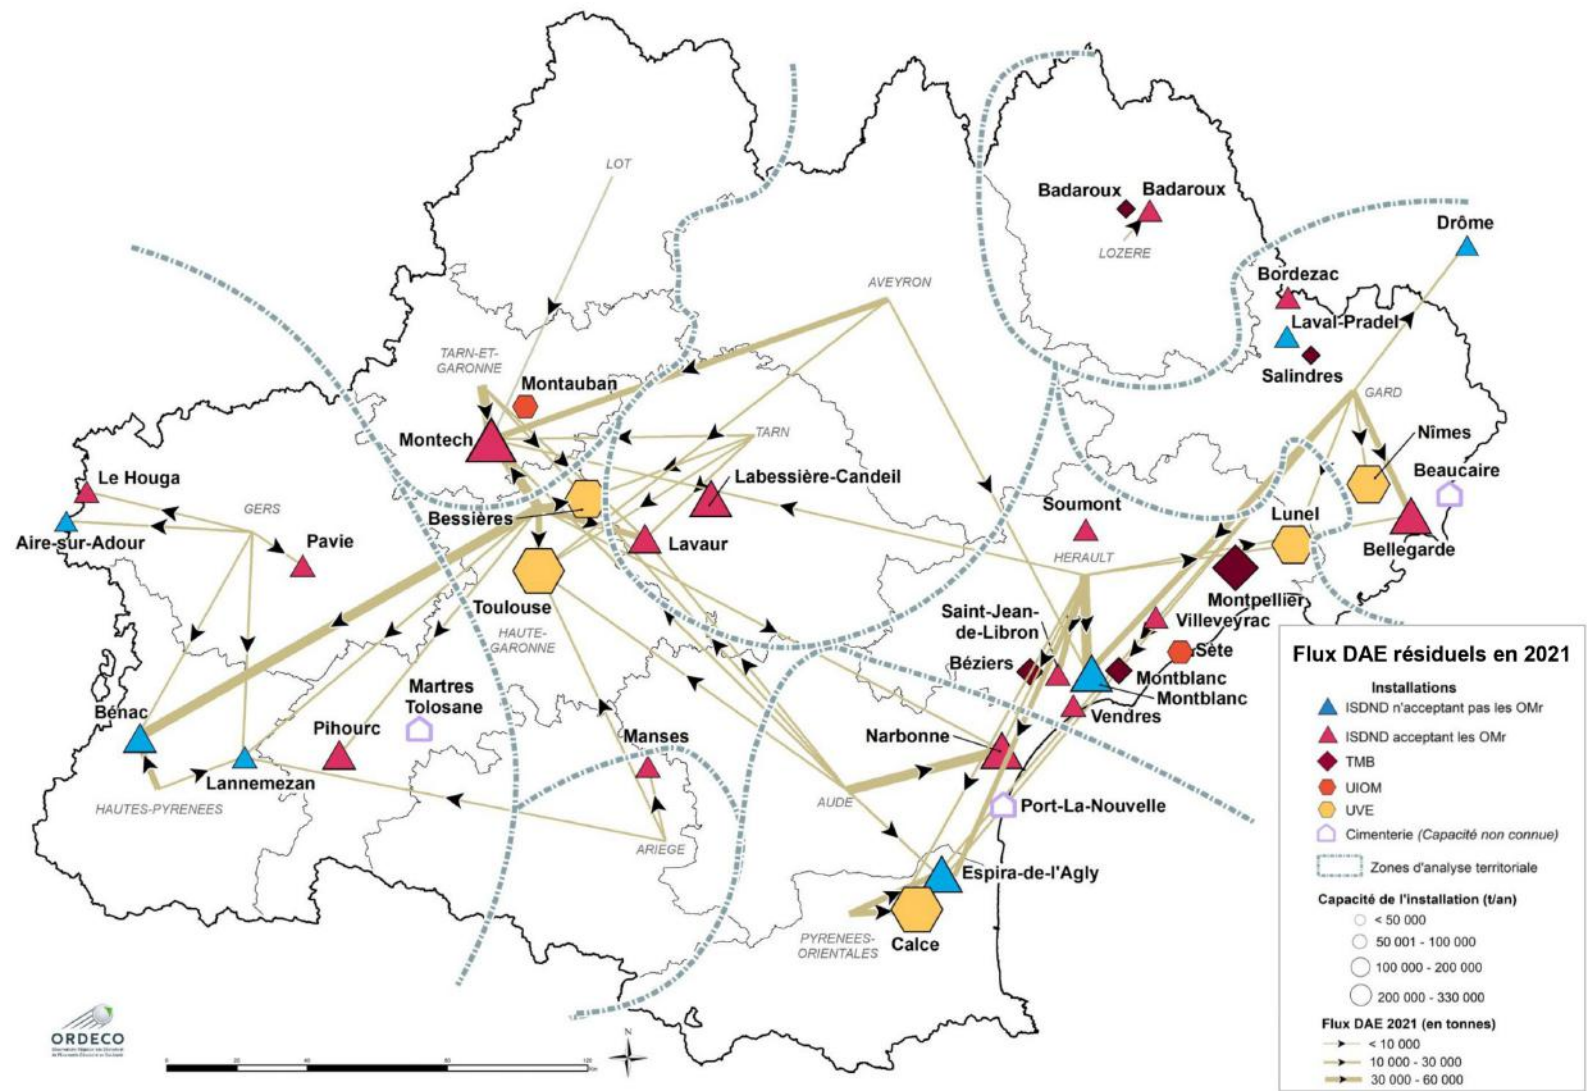 LOT
Badaroux
Badaroux
LOZERE
Drôme
Bordezac
Laval-Pradel
Salindres
AVEYRON
TARN-ET-
GARONNE
Montauban
GARD
Montech
TARN
Nîmes
Beaucaire
Le Houga
GERS
Labessière-Candeil
Bessières
Soumont
Lunel
Aire-sur-Adour
Pavie
Lavaur
HERAULT
Bellegarde
Toulouse
Montpellier
Saint-Jean-
de-Libron
Villeveyrac
HAUTE-
GARONNE
Sète
Béziers
Montblanc
Montblanc
Martres
Tolosane
Bénac
Vendres
Pihourc
Manses
Narbonne
Lannemezan
HAUTES-PYRENEES
AUDE
Port-La-Nouvelle
ARIEGE
Espira-de-l'Agly
PYRENEES-
ORIENTALES
Calce
Flux DAE résiduels en 2021
Installations
ISDND n'acceptant pas les OMr
ISDND acceptant les OMr
TMB
UIOM
UVE
Cimenterie (Capacité non connue)
Zones d'analyse territoriale
Capacité de l'installation (t/an)
< 50 000
50 001 - 100 000
100 000 - 200 000
200 000 - 330 000
Flux DAE 2021 (en tonnes)
< 10 000
10 000 - 30 000
30 000 - 60 000
ORDECO
N
0 20 40 80 120